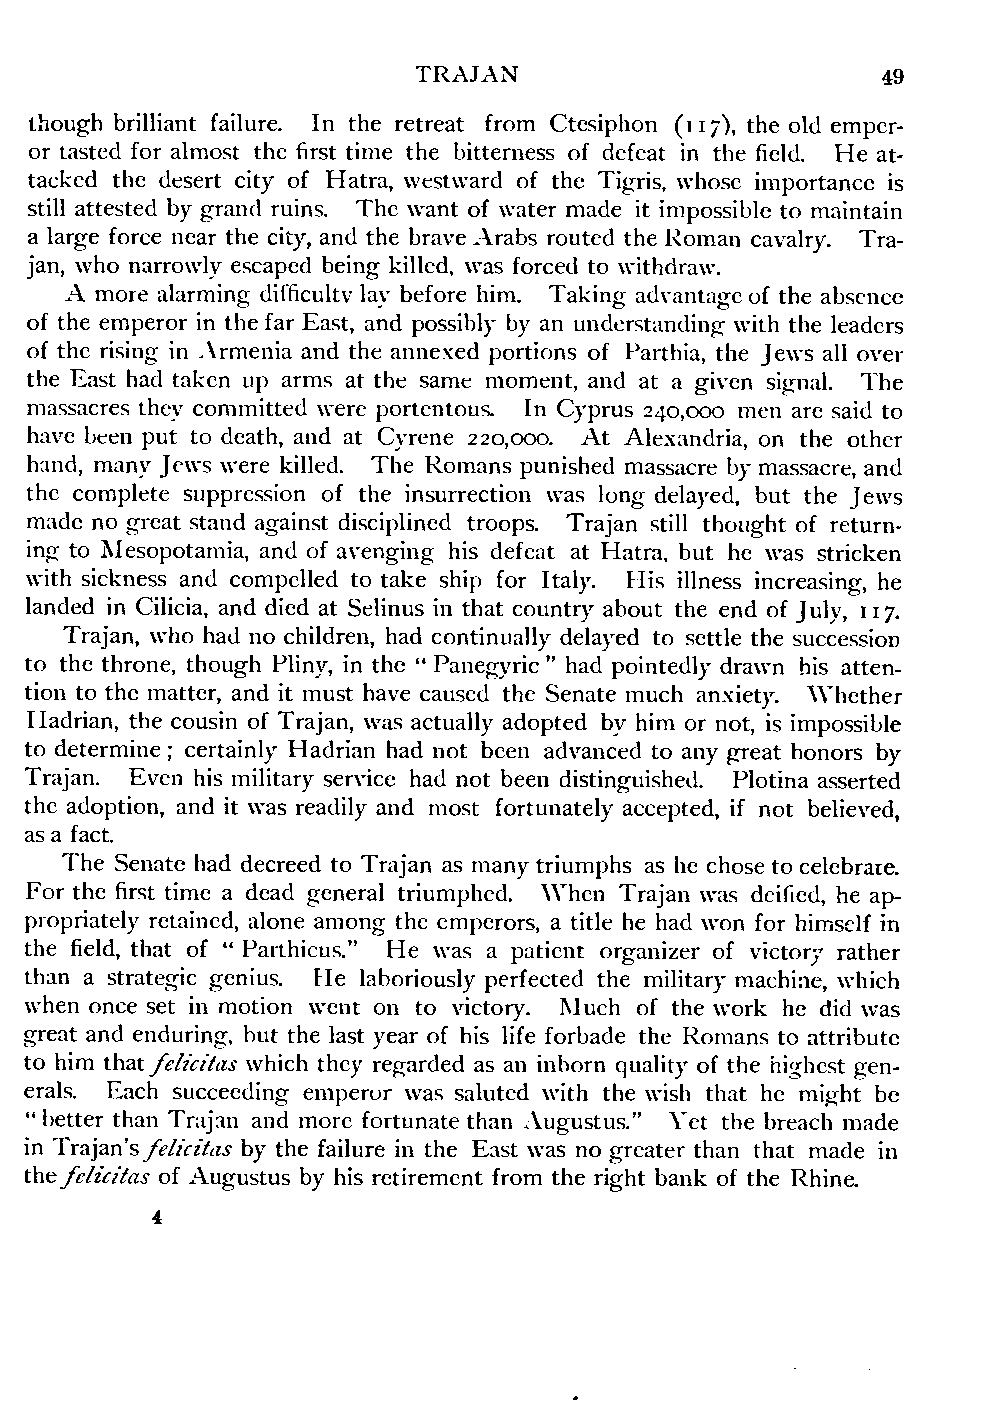 TRAJAN 49
though brilliant failure. In the retreat from Ctesiphon (117), the old emper-
or tasted for almost the first time the bitterness of defeat in the field. He at-
tacked the desert city of Hatra, westward of the Tigris, whose importance is
still attested by grand ruins. The want of water made it impossible to maintain
a large force near the city, and the brave Arabs routed the Roman cavalry. Tra-
jan, who narrowly escaped being killed, was forced to withdraw.
A more alarming difficulty lay before him. Taking advantage of the absence
of the emperor in the far East, and possibly by an understanding with the leaders
of the rising in Armenia and the annexed portions of Parthia, the Jews all over
the East had taken up arms at the same moment, and at a given signal. The
massacres they committed were portentous. In Cyprus 240,000 men are said to
have been put to death, and at Cyrene 220,000. At Alexandria, on the other
hand, many Jews were killed. The Romans punished massacre by massacre, and
the complete suppression of the insurrection was long delayed, but the Jews
made no great stand against disciplined troops. Trajan still thought of return-
ing to Mesopotamia, and of avenging his defeat at Hatra, but he was stricken
with sickness and compelled to take ship for Italy. His illness increasing, he
landed in Cilicia, and died at Selinus in that country about the end of July, 117.
Trajan, who had no children, had continually delayed to settle the succession
to the throne, though Pliny, in the “Panegyric” had pointedly drawn his atten-
tion to the matter, and it must have caused the Senate much anxiety. Whether
Hadrian, the cousin of Trajan, was actually adopted by him or not, is impossible
to determine; certainly Hadrian had not been advanced to any great honors by
Trajan. Even his military service had not been distinguished. Plotina asserted
the adoption, and it was readily and most fortunately accepted, if not believed,
as a fact.
The Senate had decreed to Trajan as many triumphs as he chose to celebrate.
For the first time a dead general triumphed. When Trajan was deified, he ap-
propriately retained, alone among the emperors, a title he had won for himself in
the field, that of “Parthicus.” He was a patient organizer of victory rather
than a strategic genius. He laboriously perfected the military machine, which
when once set in motion went on to victory. Much of the work he did was
great and enduring, but the last year of his life forbade the Romans to attribute
to him that felicitas which they regarded as an inborn quality of the highest gen-
erals. Each succeeding emperor was saluted with the wish that he might be
“better than Trajan and more fortunate than Augustus.” Yet the breach made
in Trajan's felicitas by the failure in the East was no greater than that made in
the felicitas of Augustus by his retirement from the right bank of the Rhine.
4